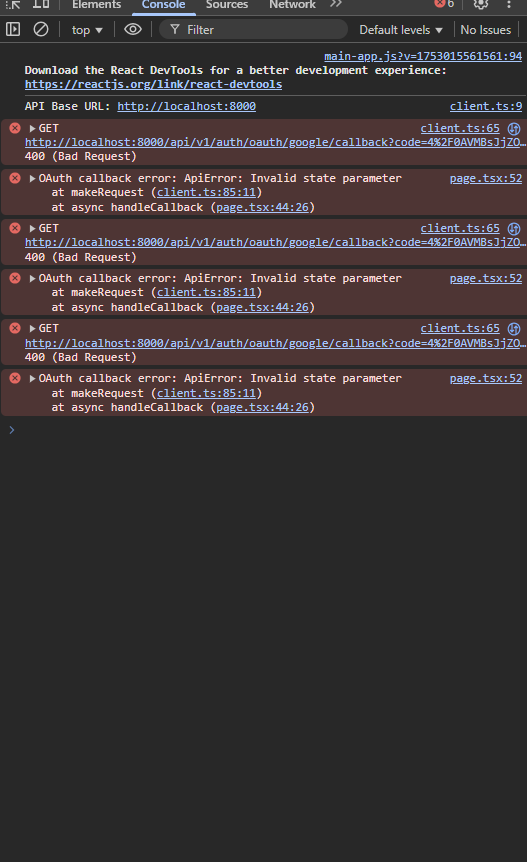 Elements Console Sources Network 6
top Filter Default levels No Issues
main-app.js?v=1753015561561:94
Download the React DevTools for a better development experience:
https://reactjs.org/link/react-devtools
API Base URL: http://localhost:8000 client.ts:9
GET client.ts:65
http://localhost:8000/api/v1/auth/oauth/google/callback?code=4%2F0AVMBsJjZQ…
400 (Bad Request)
OAuth callback error: ApiError: Invalid state parameter page.tsx:52
at makeRequest (client.ts:85:11)
at async handleCallback (page.tsx:44:26)
GET client.ts:65
http://localhost:8000/api/v1/auth/oauth/google/callback?code=4%2F0AVMBsJjZQ…
400 (Bad Request)
OAuth callback error: ApiError: Invalid state parameter page.tsx:52
at makeRequest (client.ts:85:11)
at async handleCallback (page.tsx:44:26)
GET client.ts:65
http://localhost:8000/api/v1/auth/oauth/google/callback?code=4%2F0AVMBsJjZQ…
400 (Bad Request)
OAuth callback error: ApiError: Invalid state parameter page.tsx:52
at makeRequest (client.ts:85:11)
at async handleCallback (page.tsx:44:26)